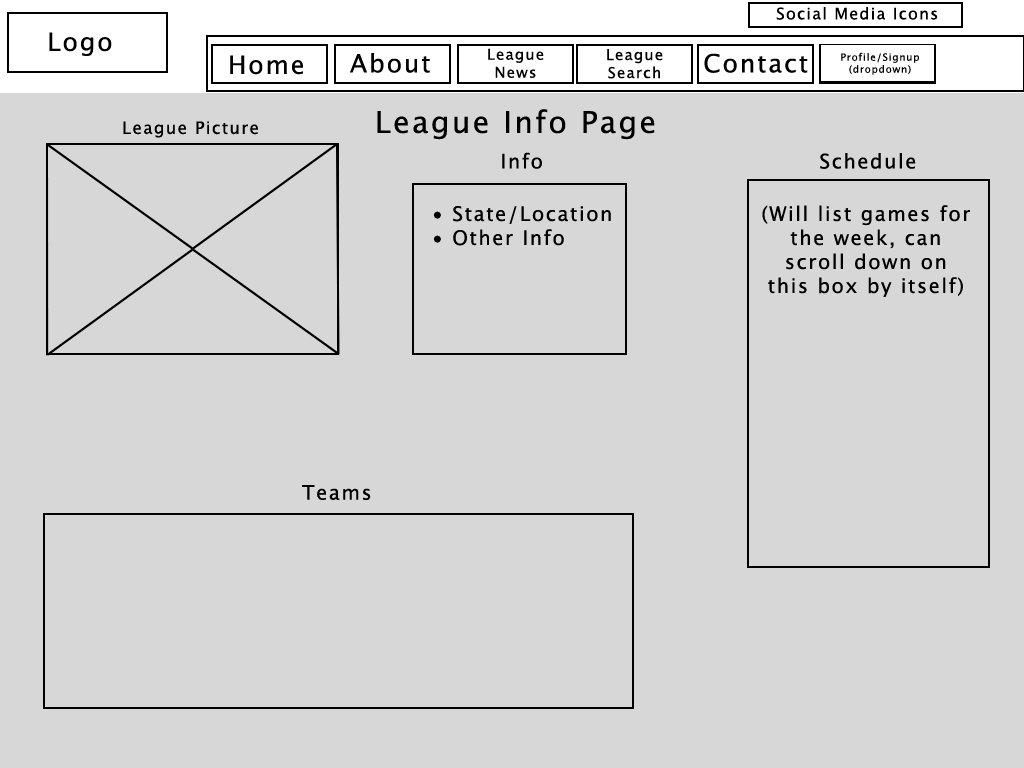 Social Media Icons
Logo
Home
About
League
News
League
Search
Contact
Profile/Signup
(dropdown)
League Info Page
League Picture
Info
• State/Location
• Other Info
Schedule
(Will list games for
the week, can
scroll down on
this box by itself)
Teams